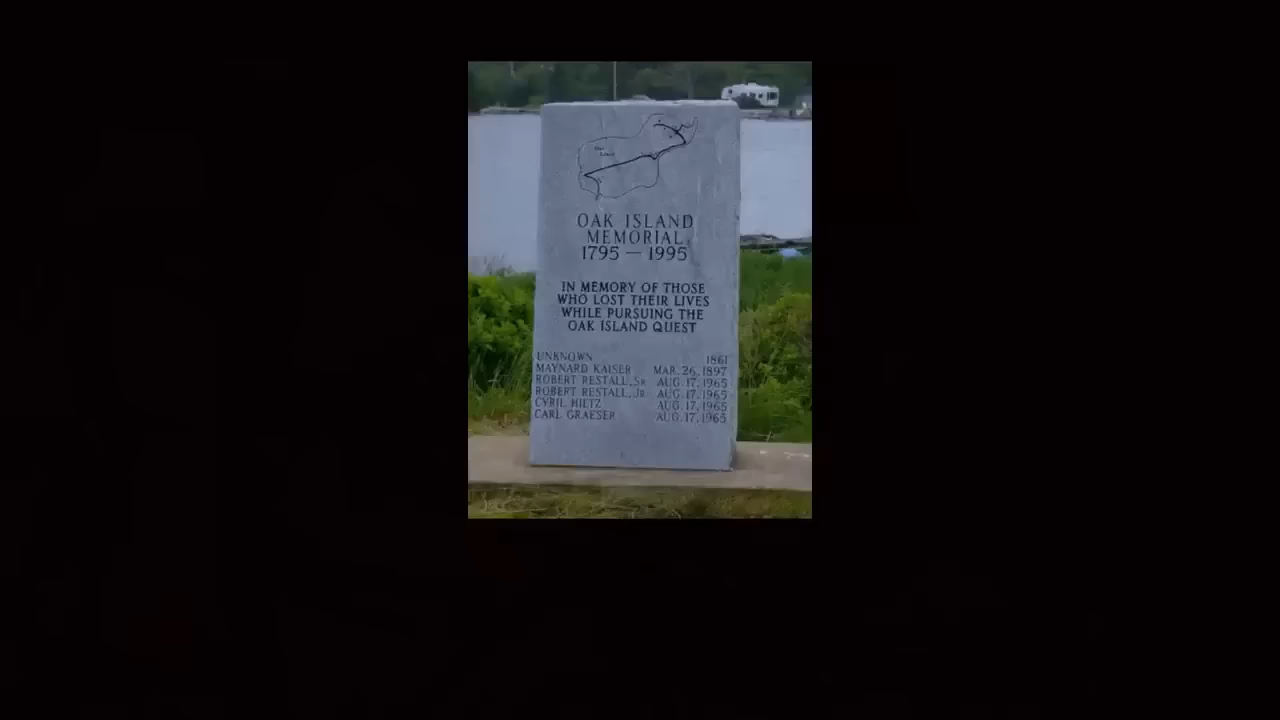 OAK ISLAND
MEMORIAL
1795 — 1995
IN MEMORY OF THOSE
WHO LOST THEIR LIVES
WHILE PURSUING THE
OAK ISLAND QUEST
UNKNOWN 1861
MAYNARD KAISER MAR. 26, 1897
ROBERT RESTALL, SR AUG. 17, 1965
ROBERT RESTALL, JR AUG. 17, 1965
CYRIL HILTZ AUG. 17, 1965
CARL GRAESER AUG. 17, 1965